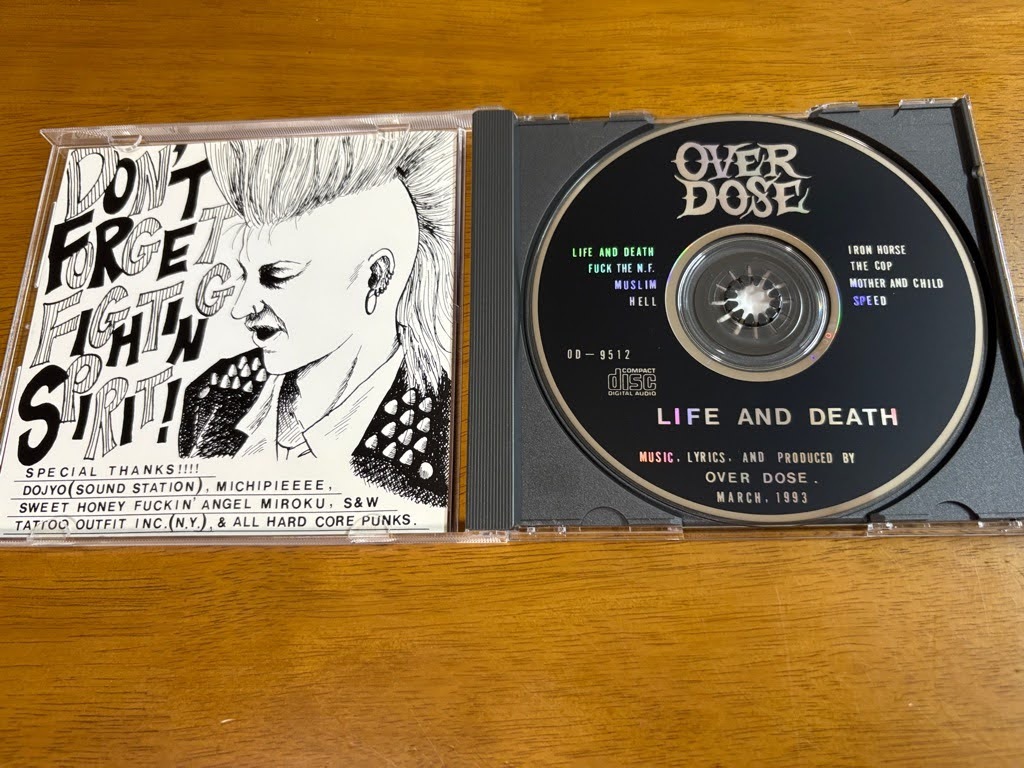 DON'T
FORGET
FIGHTING
SPIRIT!
SPECIAL THANKS!!!!
DOJYO(SOUND STATION), MICHIPIEEEE,
SWEET HONEY FUCKIN' ANGEL MIROKU, S&W
TATOO OUTFIT INC.(N.Y.), & ALL HARD CORE PUNKS.
OVER
DOSE
LIFE AND DEATH
FUCK THE N.F.
MUSLIM
HELL
IRON HORSE
THE COP
MOTHER AND CHILD
SPEED
OD-9512
COMPACT
disc
DIGITAL AUDIO
LIFE AND DEATH
MUSIC, LYRICS, AND PRODUCED BY
OVER DOSE.
MARCH, 1993